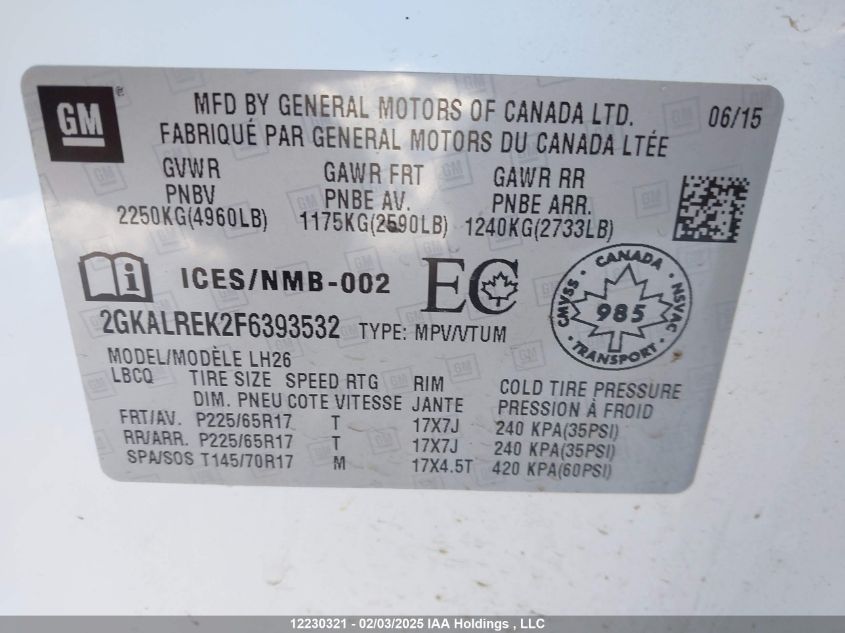 GM ®
MFD BY GENERAL MOTORS OF CANADA LTD. 06/15
FABRIQUÉ PAR GENERAL MOTORS DU CANADA LTÉE
GVWR GAWR FRT GAWR RR
PNBV PNBE AV. PNBE ARR.
2250KG(4960LB) 1175KG(2590LB) 1240KG(2733LB)
ICES/NMB-002 EC
CANADA
CMVSS 985 NSVAC
TRANSPORT
2GKALREK2F6393532 TYPE: MPV/VTUM
MODEL/MODÈLE LH26
LBCQ TIRE SIZE SPEED RTG RIM COLD TIRE PRESSURE
DIM. PNEU COTE VITESSE JANTE PRESSION À FROID
FRT/AV. P225/65R17 T 17X7J 240 KPA(35PSI)
RR/ARR. P225/65R17 T 17X7J 240 KPA(35PSI)
SPA/SOS T145/70R17 M 17X4.5T 420 KPA(60PSI)
12230321 - 02/03/2025 IAA Holdings , LLC